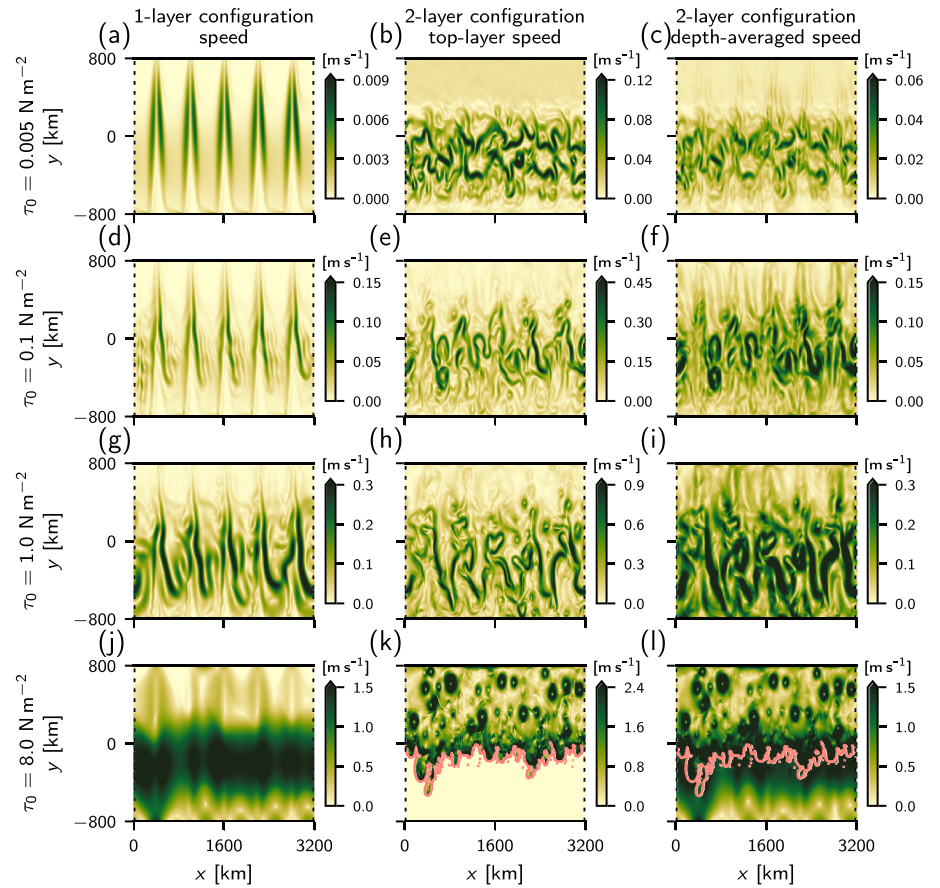 1-layer configuration
speed
2-layer configuration
top-layer speed
2-layer configuration
depth-averaged speed
τ₀ = 0.005 N m⁻²
y [km]
(a)
800
0
−800
[m s⁻¹]
0.009
0.006
0.003
0.000
(b)
[m s⁻¹]
0.12
0.08
0.04
0.00
(c)
[m s⁻¹]
0.06
0.04
0.02
0.00
τ₀ = 0.1 N m⁻²
y [km]
(d)
800
0
−800
[m s⁻¹]
0.15
0.10
0.05
0.00
(e)
[m s⁻¹]
0.45
0.30
0.15
0.00
(f)
[m s⁻¹]
0.15
0.10
0.05
0.00
τ₀ = 1.0 N m⁻²
y [km]
(g)
800
0
−800
[m s⁻¹]
0.3
0.2
0.1
0.0
(h)
[m s⁻¹]
0.9
0.6
0.3
0.0
(i)
[m s⁻¹]
0.3
0.2
0.1
0.0
τ₀ = 8.0 N m⁻²
y [km]
(j)
800
0
−800
[m s⁻¹]
1.5
1.0
0.5
0.0
0 1600 3200
x [km]
(k)
[m s⁻¹]
2.4
1.6
0.8
0.0
0 1600 3200
x [km]
(l)
[m s⁻¹]
1.5
1.0
0.5
0.0
0 1600 3200
x [km]